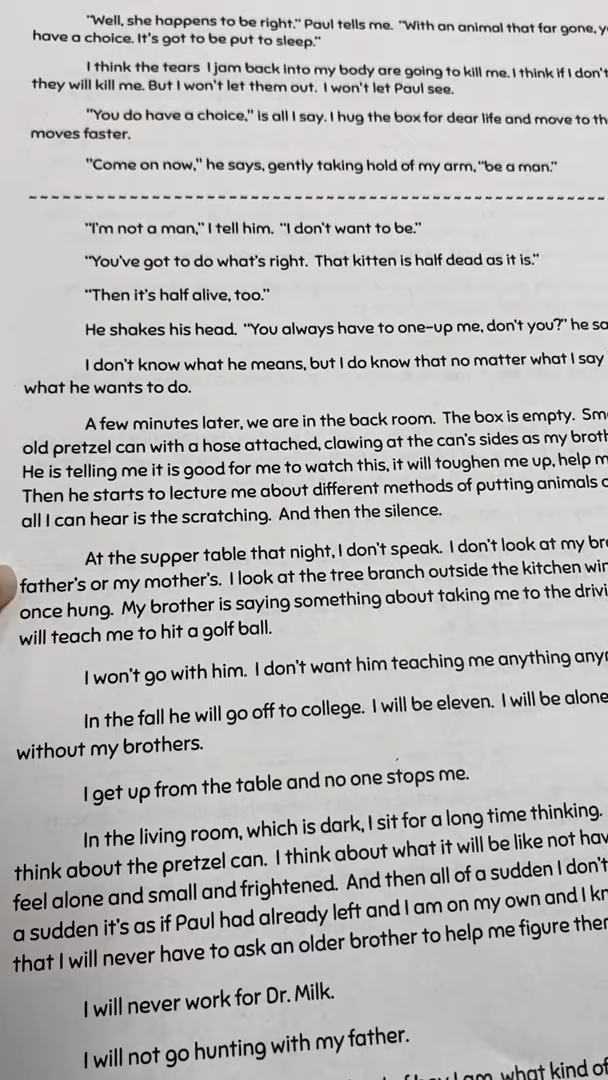 "Well, she happens to be right." Paul tells me. "With an animal that far gone,
have a choice. It's got to be put to sleep."
I think the tears I jam back into my body are going to kill me. I think if I don't
they will kill me. But I won't let them out. I won't let Paul see.
"You do have a choice," is all I say. I hug the box for dear life and move to
moves faster.
"Come on now," he says, gently taking hold of my arm, "be a man."
"I'm not a man," I tell him. "I don't want to be."
"You've got to do what's right. That kitten is half dead as it is."
"Then it's half alive, too."
He shakes his head. "You always have to one-up me, don't you?" he
I don't know what he means, but I do know that no matter what I say
what he wants to do.
A few minutes later, we are in the back room. The box is empty.
old pretzel can with a hose attached, clawing at the can's sides as my
He is telling me it is good for me to watch this, it will toughen me up, help
Then he starts to lecture me about different methods of putting animals
all I can hear is the scratching. And then the silence.
At the supper table that night, I don't speak. I don't look at my
father's or my mother's. I look at the tree branch outside the kitchen
once hung. My brother is saying something about taking me to the
will teach me to hit a golf ball.
I won't go with him. I don't want him teaching me anything
In the fall he will go off to college. I will be eleven. I will be alone
without my brothers.
I get up from the table and no one stops me.
In the living room, which is dark, I sit for a long time thinking.
think about the pretzel can. I think about what it will be like not
feel alone and small and frightened. And then all of a sudden I don't
a sudden it's as if Paul had already left and I am on my own and I
that I will never have to ask an older brother to help me figure
I will never work for Dr. Milk.
I will not go hunting with my father.
I am, what kind of